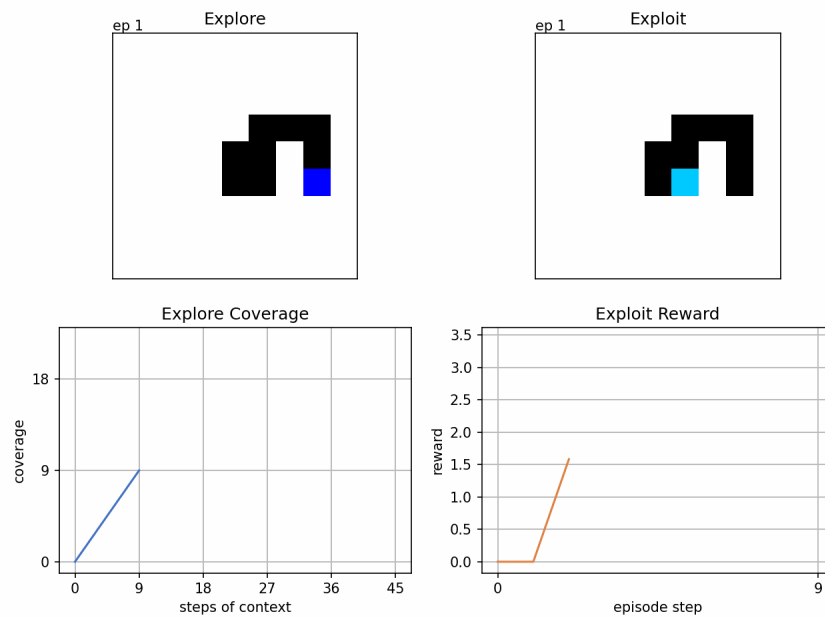 Explore
ep 1
Exploit
ep 1
Explore Coverage
coverage
18
9
0
0 9 18 27 36 45
steps of context
Exploit Reward
reward
3.5
3.0
2.5
2.0
1.5
1.0
0.5
0.0
0 9
episode step